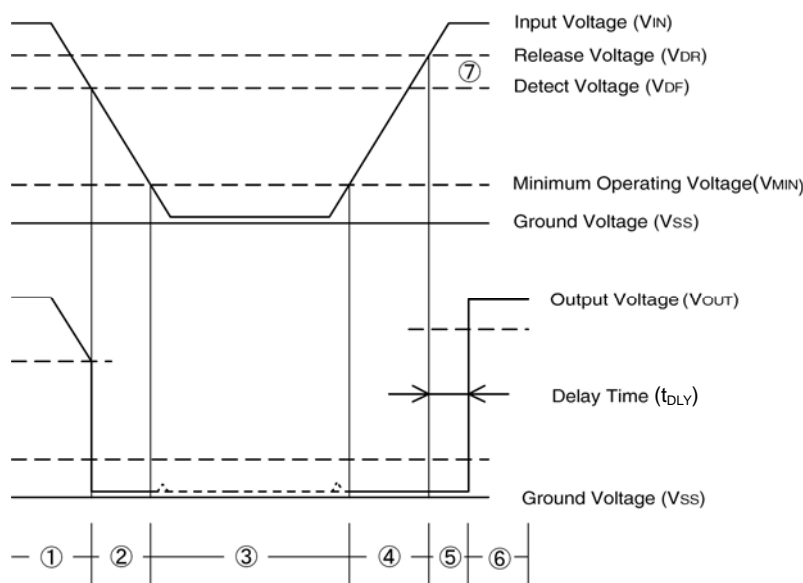 Input Voltage (VIN)
Release Voltage (VDR)
⑦
Detect Voltage (VDF)
Minimum Operating Voltage(VMIN)
Ground Voltage (VSS)
Output Voltage (VOUT)
Delay Time (tDLY)
Ground Voltage (VSS)
① ② ③ ④ ⑤ ⑥